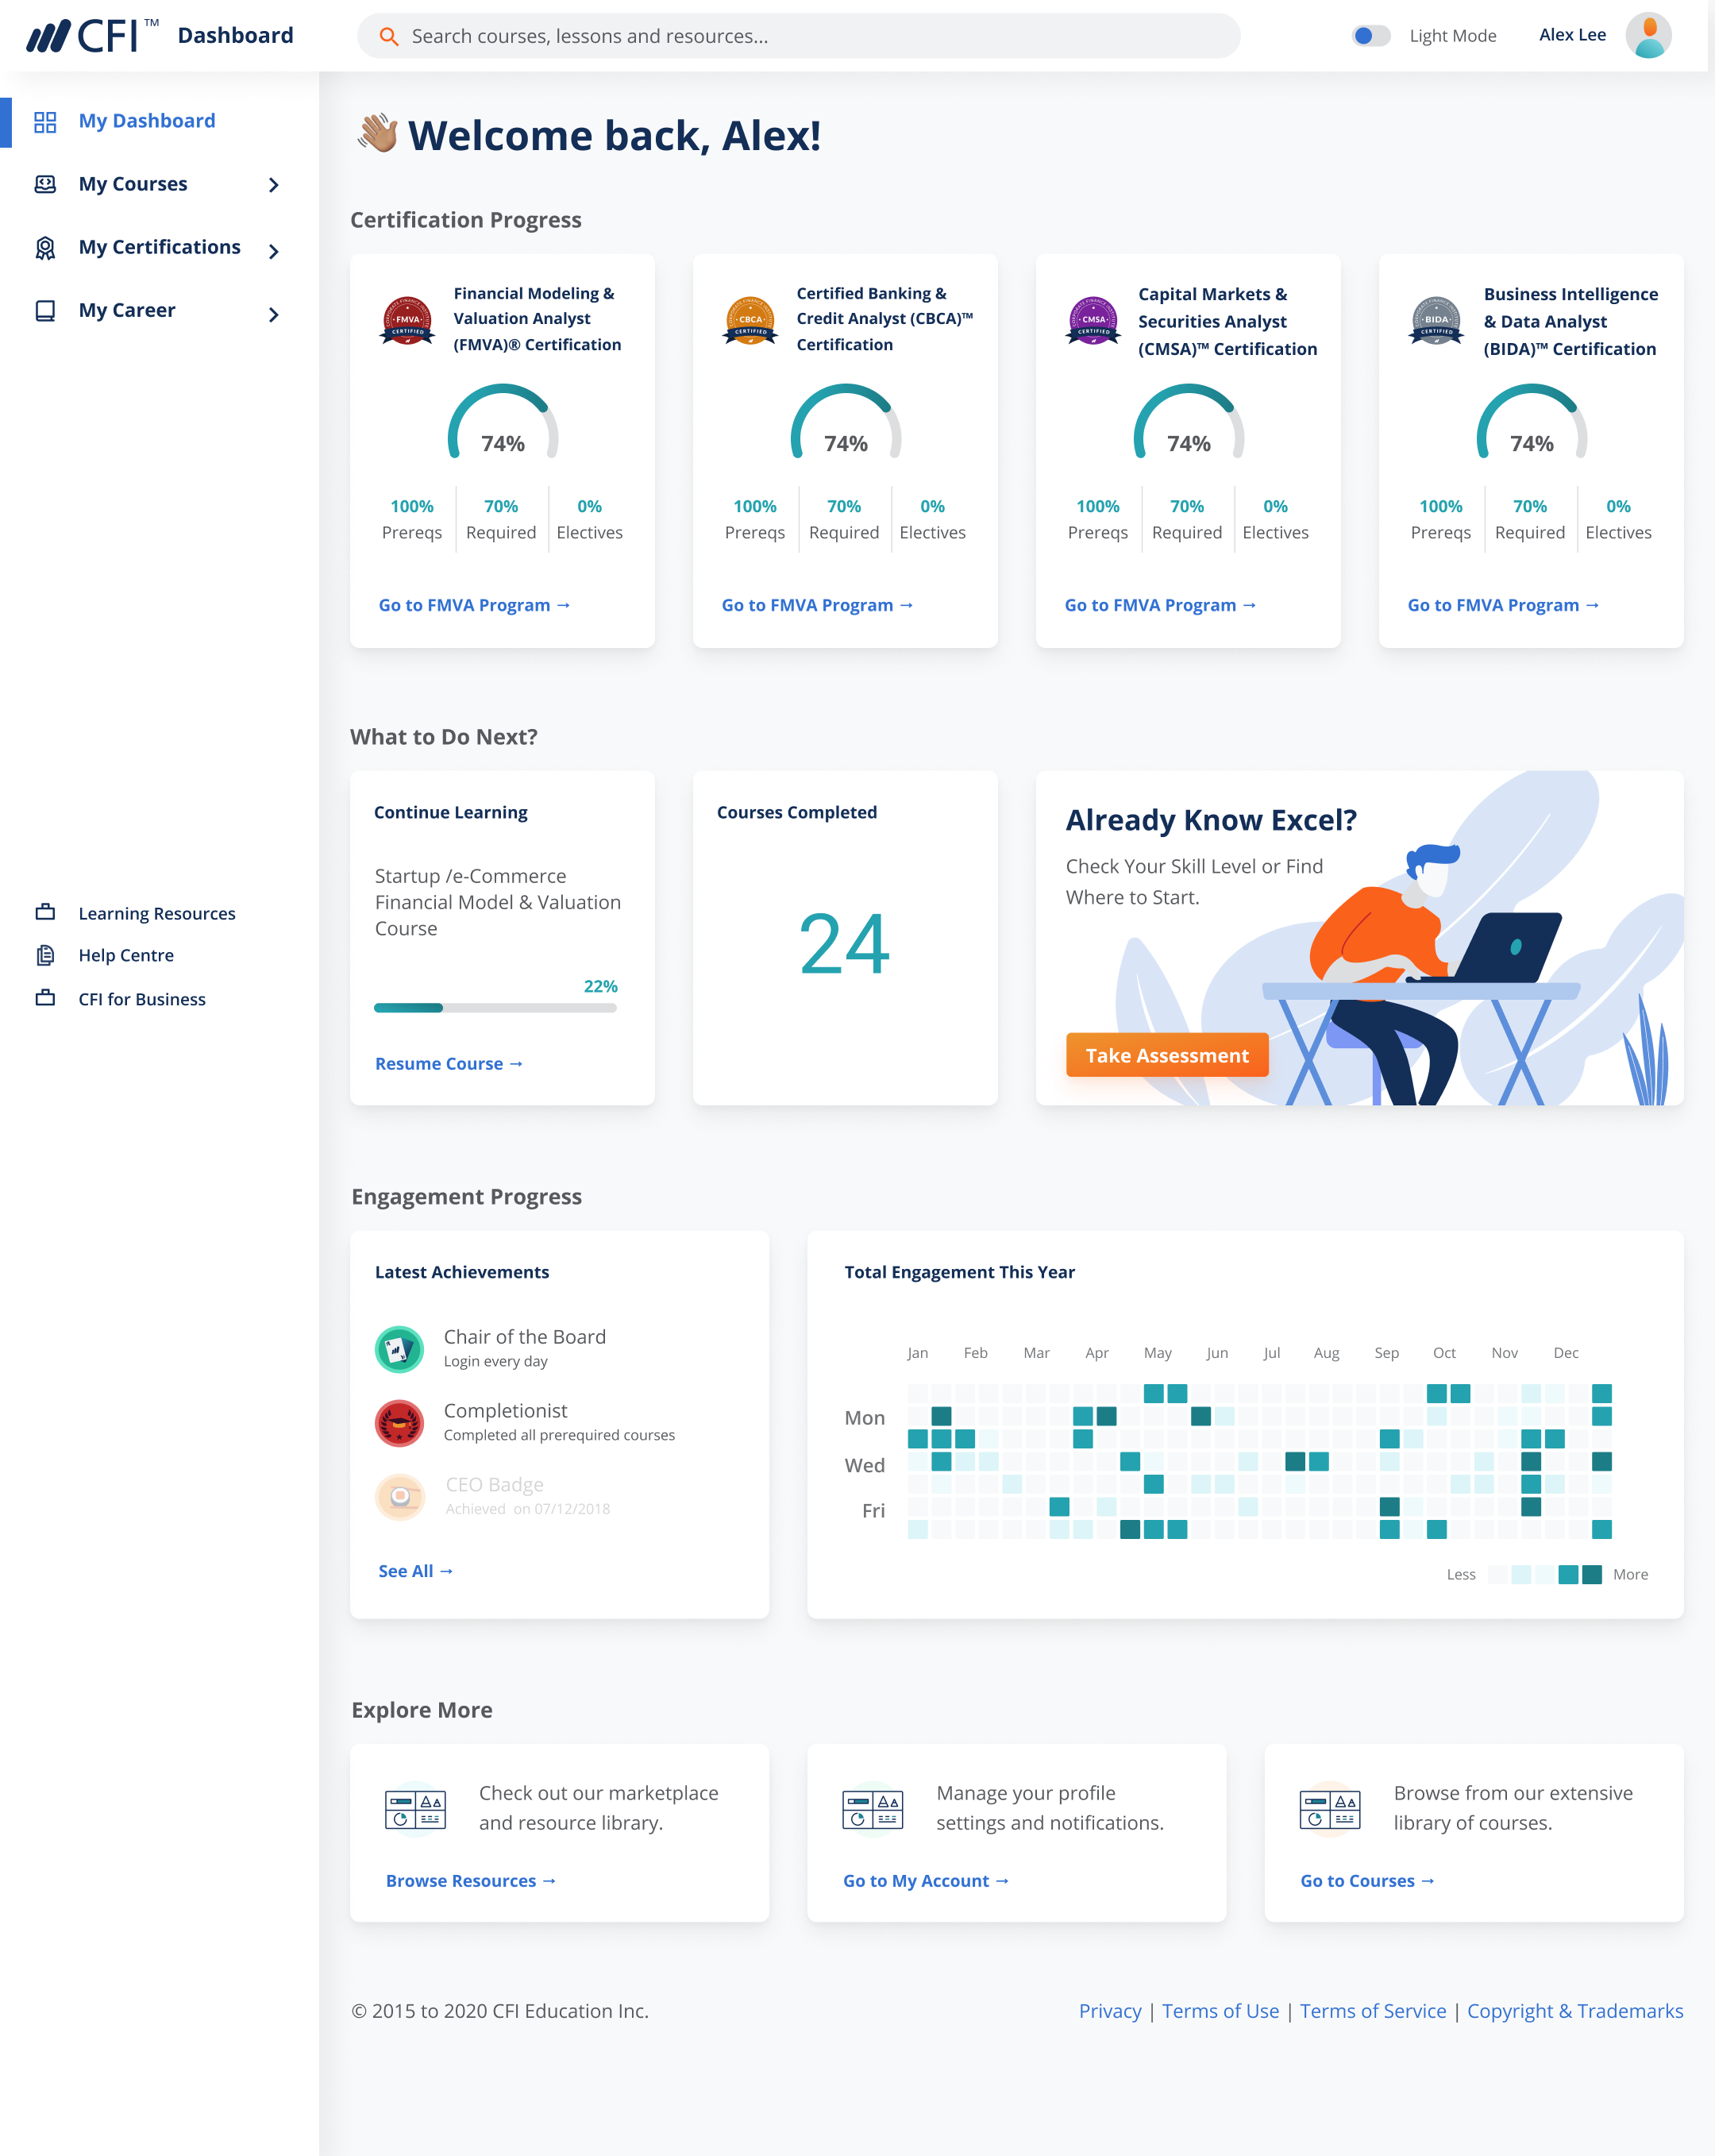 CFI™ Dashboard
Search courses, lessons and resources...
Light Mode
Alex Lee
My Dashboard
My Courses
My Certifications
My Career
Learning Resources
Help Centre
CFI for Business
👋🏽 Welcome back, Alex!
Certification Progress
FMVA
CERTIFIED
Financial Modeling &
Valuation Analyst
(FMVA)® Certification
74%
100% 70% 0%
Prereqs Required Electives
Go to FMVA Program →
CBCA
CERTIFIED
Certified Banking &
Credit Analyst (CBCA)™
Certification
74%
100% 70% 0%
Prereqs Required Electives
Go to FMVA Program →
CMSA
CERTIFIED
Capital Markets &
Securities Analyst
(CMSA)™ Certification
74%
100% 70% 0%
Prereqs Required Electives
Go to FMVA Program →
BIDA
CERTIFIED
Business Intelligence
& Data Analyst
(BIDA)™ Certification
74%
100% 70% 0%
Prereqs Required Electives
Go to FMVA Program →
What to Do Next?
Continue Learning
Startup /e-Commerce
Financial Model & Valuation
Course
22%
Resume Course →
Courses Completed
24
Already Know Excel?
Check Your Skill Level or Find
Where to Start.
Take Assessment
Engagement Progress
Latest Achievements
Chair of the Board
Login every day
Completionist
Completed all prerequired courses
CEO Badge
Achieved on 07/12/2018
See All →
Total Engagement This Year
Jan Feb Mar Apr May Jun Jul Aug Sep Oct Nov Dec
Mon
Wed
Fri
Less More
Explore More
Check out our marketplace
and resource library.
Browse Resources →
Manage your profile
settings and notifications.
Go to My Account →
Browse from our extensive
library of courses.
Go to Courses →
© 2015 to 2020 CFI Education Inc.
Privacy | Terms of Use | Terms of Service | Copyright & Trademarks